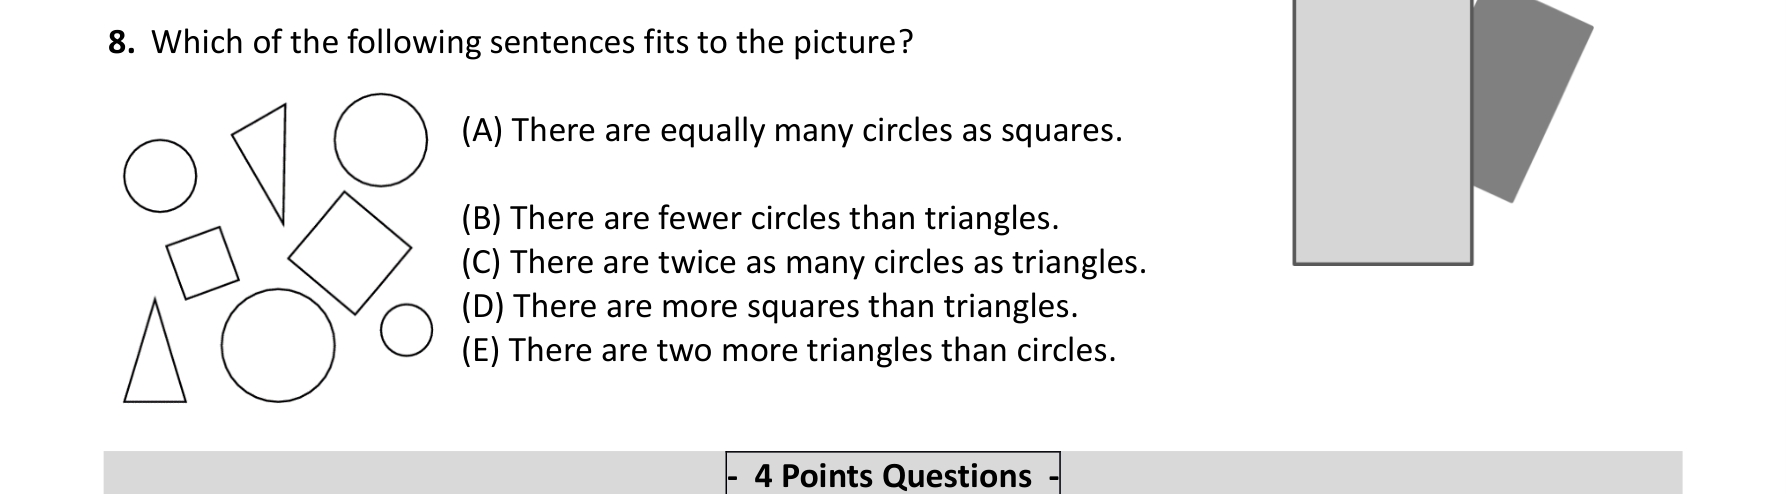 8. Which of the following sentences fits to the picture?
(A) There are equally many circles as squares.
(B) There are fewer circles than triangles.
(C) There are twice as many circles as triangles.
(D) There are more squares than triangles.
(E) There are two more triangles than circles.
- 4 Points Questions -